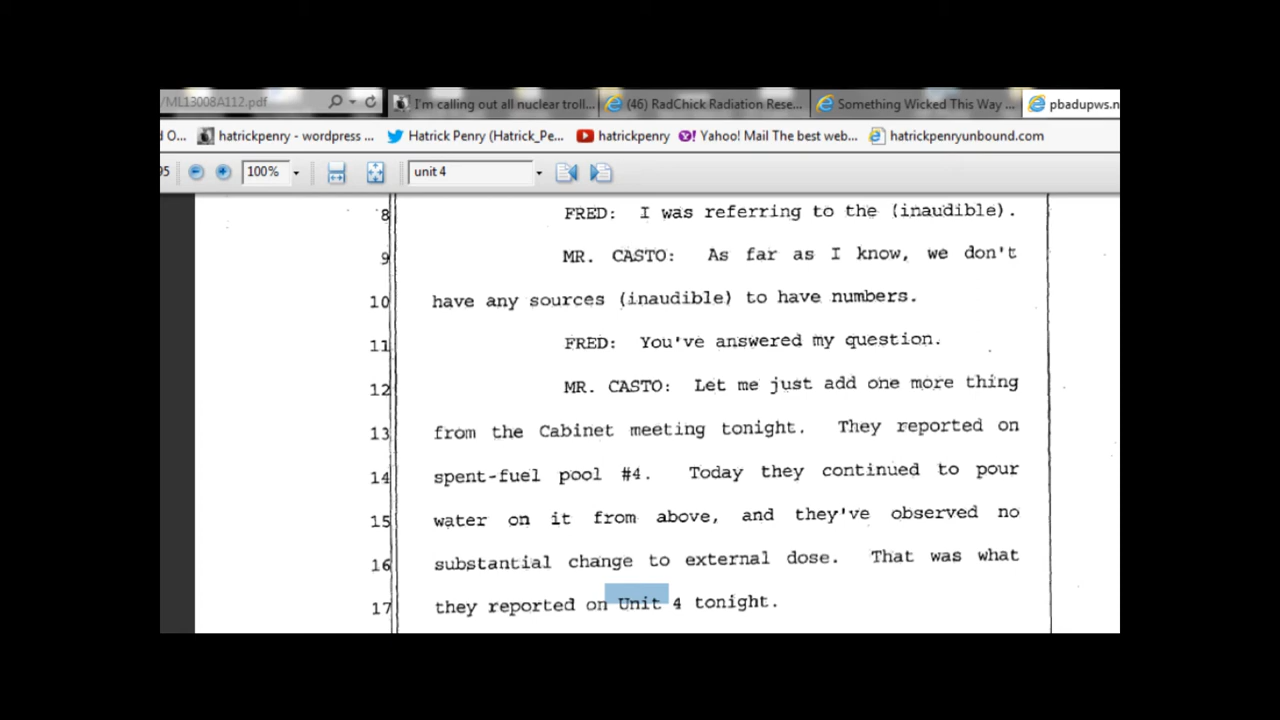 /ML13008A112.pdf I'm calling out all nuclear troll... (46) RadChick Radiation Rese... Something Wicked This Way ... pbadupws.n
d O... hatrickpenry - wordpress ... Hatrick Penry (Hatrick_Pe... hatrickpenry Yahoo! Mail The best web... hatrickpenryunbound.com
95 100% unit 4
8 FRED: I was referring to the (inaudible).
9 MR. CASTO: As far as I know, we don't
10 have any sources (inaudible) to have numbers.
11 FRED: You've answered my question.
12 MR. CASTO: Let me just add one more thing
13 from the Cabinet meeting tonight. They reported on
14 spent-fuel pool #4. Today they continued to pour
15 water on it from above, and they've observed no
16 substantial change to external dose. That was what
17 they reported on Unit 4 tonight.